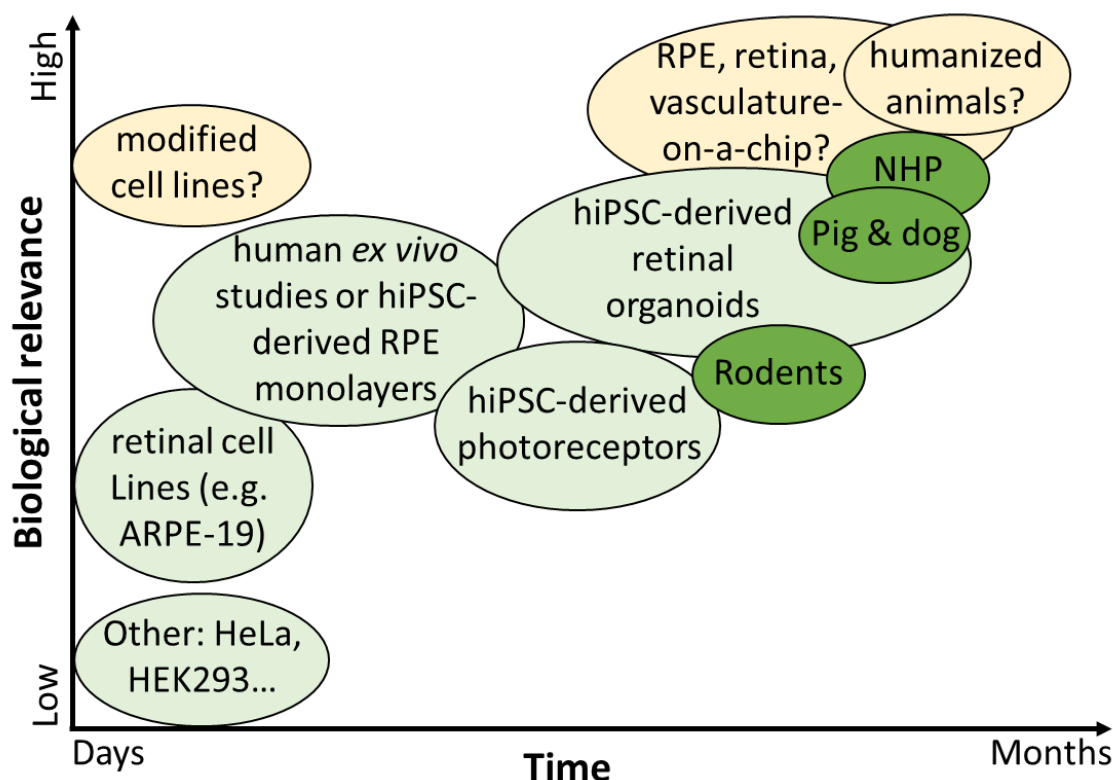 High
Biological relevance
Low
RPE, retina,
vasculature-
on-a-chip?
humanized
animals?
modified
cell lines?
NHP
Pig & dog
hiPSC-derived
retinal
organoids
human ex vivo
studies or hiPSC-
derived RPE
monolayers
Rodents
hiPSC-derived
photoreceptors
retinal cell
Lines (e.g.
ARPE-19)
Other: HeLa,
HEK293...
Days
Time
Months